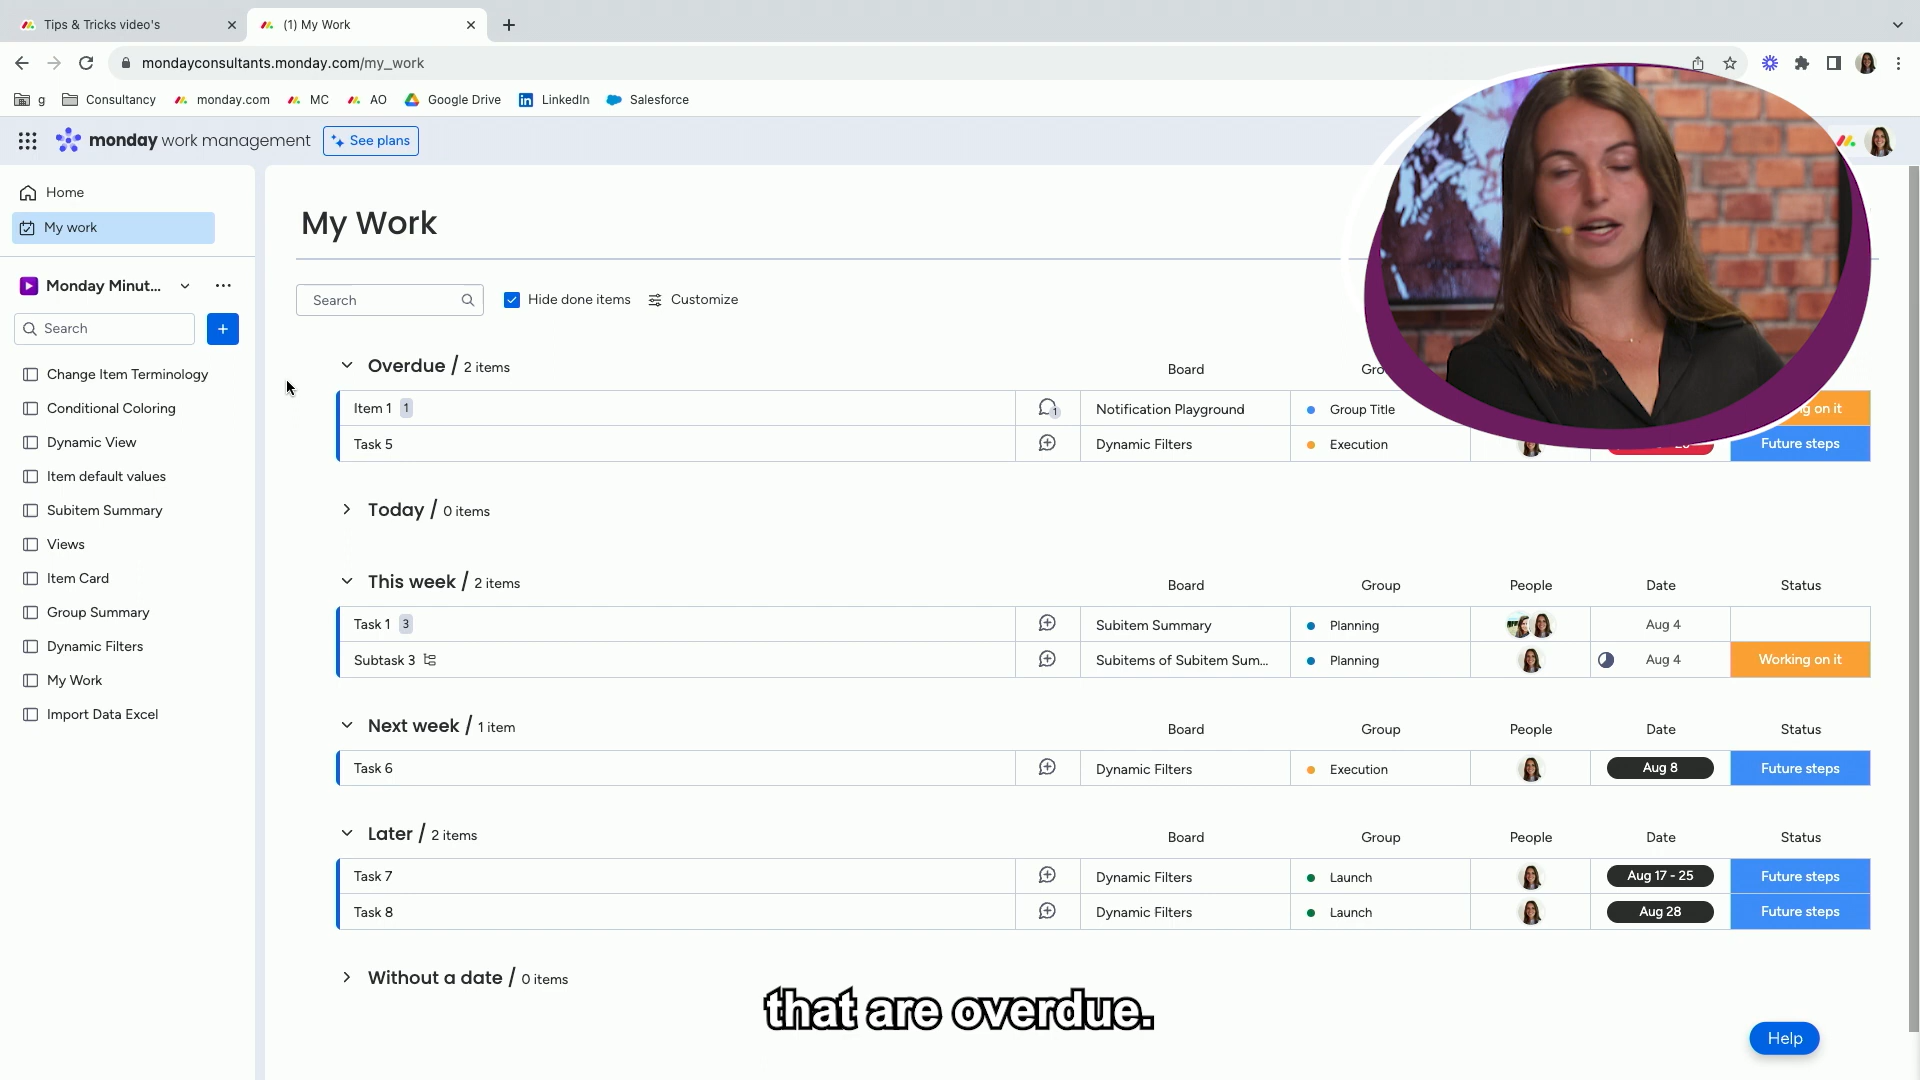 Tips & Tricks video's
(1) My Work
mondayconsultants.monday.com/my_work
g Consultancy monday.com MC AO Google Drive LinkedIn Salesforce
monday work management See plans
Home
My work
Monday Minut...
Search
Change Item Terminology
Conditional Coloring
Dynamic View
Item default values
Subitem Summary
Views
Item Card
Group Summary
Dynamic Filters
My Work
Import Data Excel
My Work
Search Hide done items Customize
Overdue / 2 items Board
Item 1 1 1 Notification Playground Group Title on it
Task 5 Dynamic Filters Execution Future steps
Today / 0 items
This week / 2 items Board Group People Date Status
Task 1 3 Subitem Summary Planning Aug 4
Subtask 3 Subitems of Subitem Sum... Planning Aug 4 Working on it
Next week / 1 item Board Group People Date Status
Task 6 Dynamic Filters Execution Aug 8 Future steps
Later / 2 items Board Group People Date Status
Task 7 Dynamic Filters Launch Aug 17 - 25 Future steps
Task 8 Dynamic Filters Launch Aug 28 Future steps
Without a date / 0 items
that are overdue.
Help